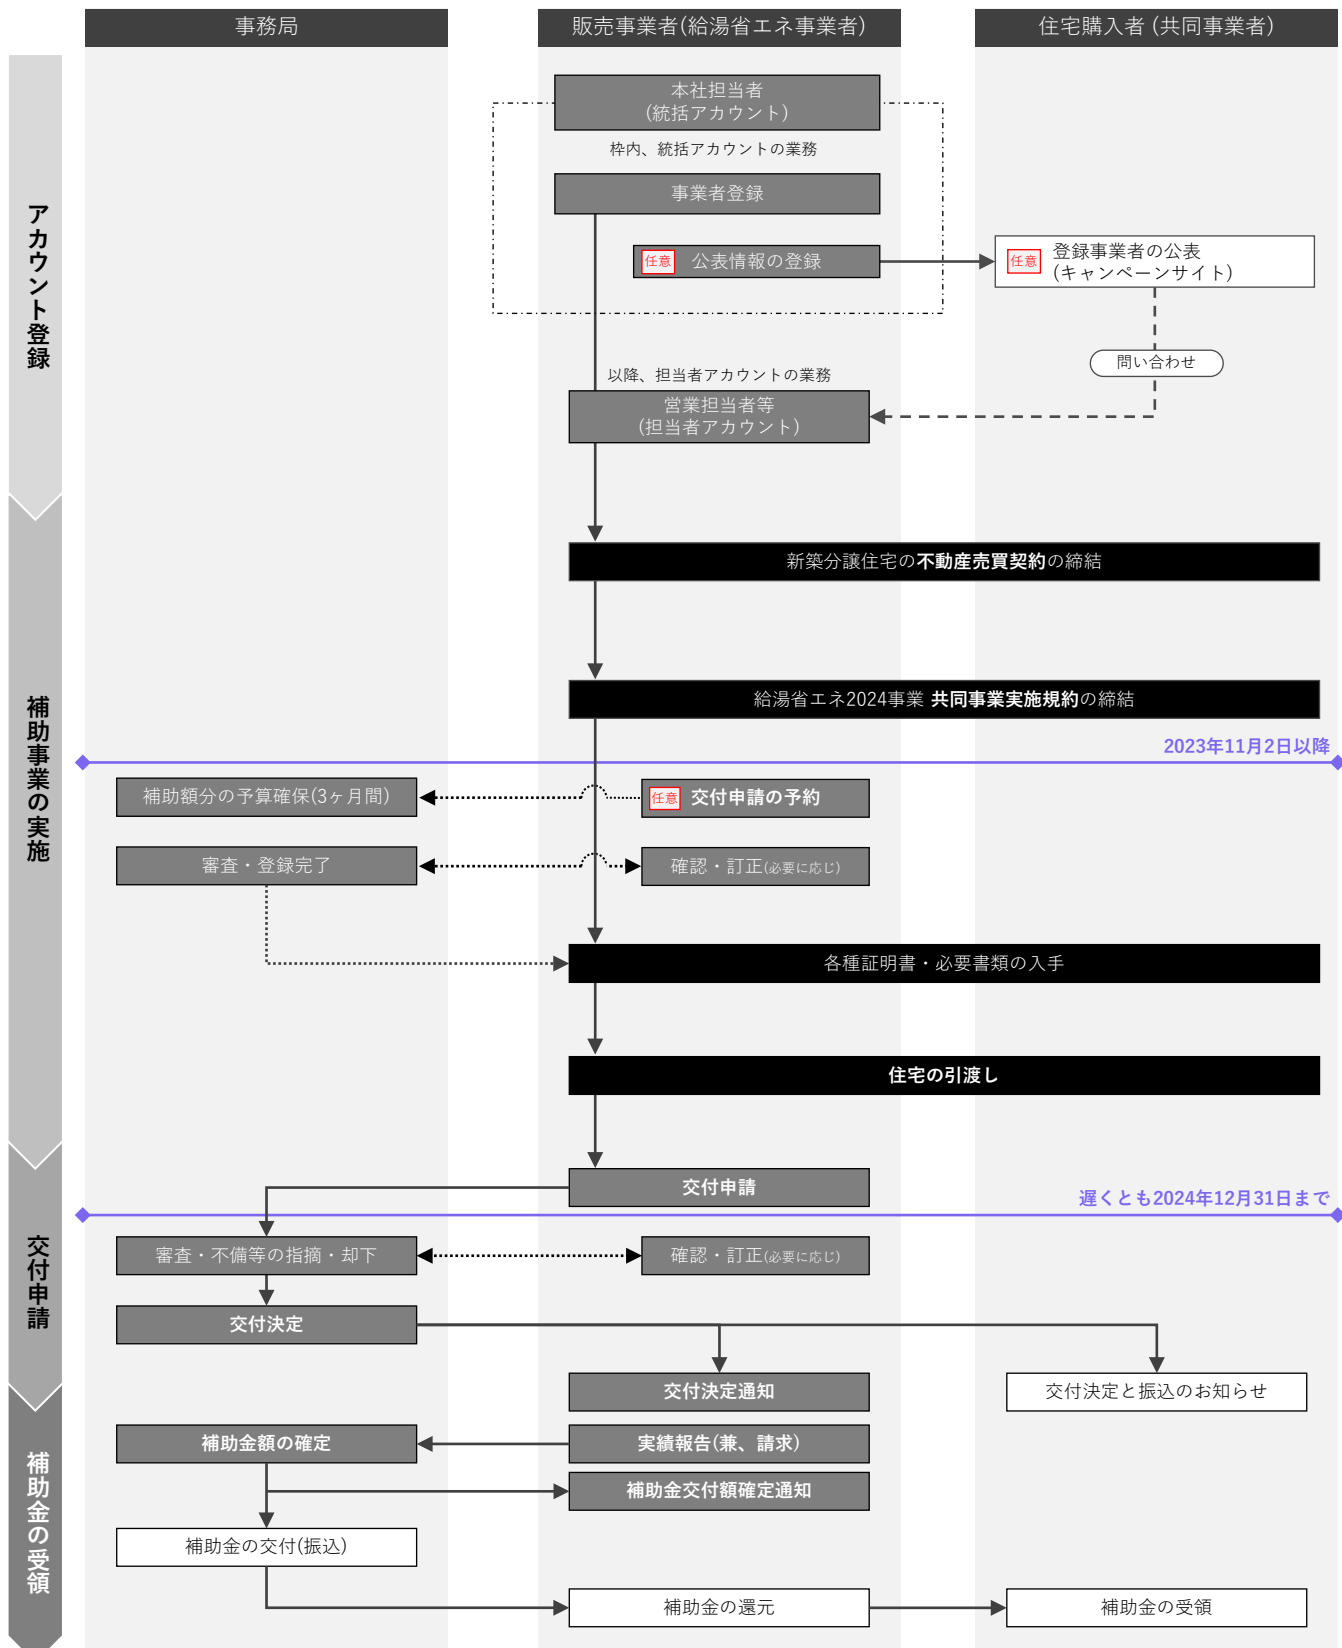 事務局
販売事業者(給湯省エネ事業者)
住宅購入者 (共同事業者)
アカウント登録
本社担当者
(統括アカウント)
枠内、統括アカウントの業務
事業者登録
任意 公表情報の登録
任意 登録事業者の公表
(キャンペーンサイト)
問い合わせ
以降、担当者アカウントの業務
営業担当者等
(担当者アカウント)
補助事業の実施
新築分譲住宅の不動産売買契約の締結
給湯省エネ2024事業 共同事業実施規約の締結
2023年11月2日以降
補助額分の予算確保(3ヶ月間)
任意 交付申請の予約
審査・登録完了
確認・訂正(必要に応じ)
各種証明書・必要書類の入手
住宅の引渡し
交付申請
交付申請
遅くとも2024年12月31日まで
審査・不備等の指摘・却下
確認・訂正(必要に応じ)
交付決定
交付決定通知
交付決定と振込のお知らせ
補助金の受領
補助金額の確定
実績報告(兼、請求)
補助金交付額確定通知
補助金の交付(振込)
補助金の還元
補助金の受領